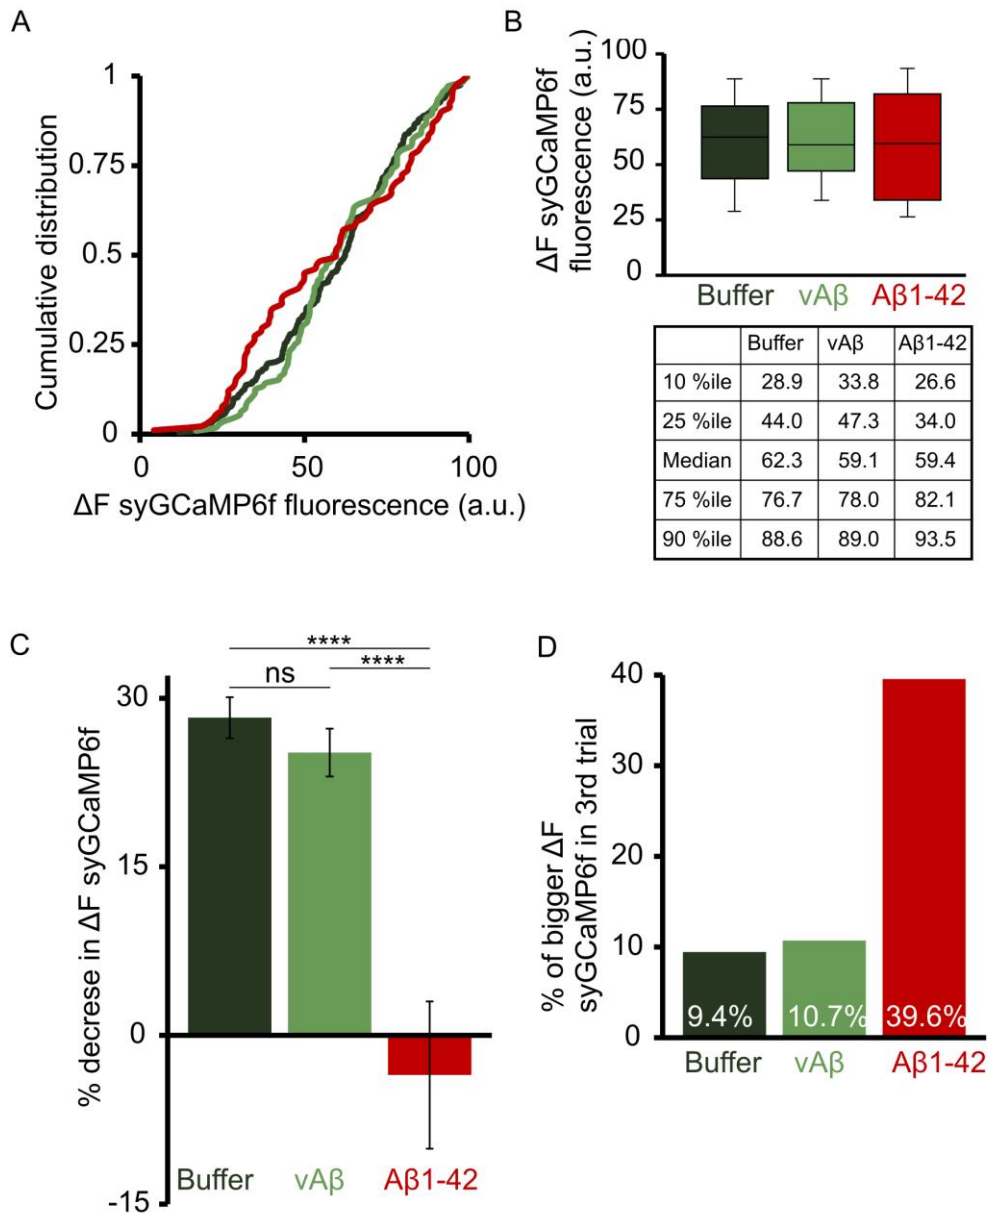 A
1
0.75
0.5
0.25
0
Cumulative distribution
0 50 100
ΔF syGCaMP6f fluorescence (a.u.)
B
100
75
50
25
0
ΔF syGCaMP6f
fluorescence (a.u.)
Buffer vAβ Aβ1-42
Buffer vAβ Aβ1-42
10 %ile 28.9 33.8 26.6
25 %ile 44.0 47.3 34.0
Median 62.3 59.1 59.4
75 %ile 76.7 78.0 82.1
90 %ile 88.6 89.0 93.5
C
****
****
ns
30
15
0
-15
% decrese in ΔF syGCaMP6f
Buffer vAβ Aβ1-42
D
40
30
20
10
0
% of bigger ΔF
syGCaMP6f in 3rd trial
9.4% 10.7% 39.6%
Buffer vAβ Aβ1-42